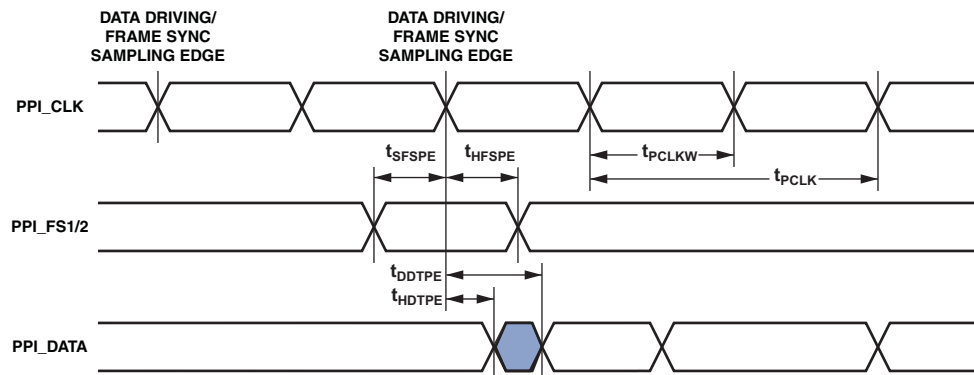 DATA DRIVING/
FRAME SYNC
SAMPLING EDGE
DATA DRIVING/
FRAME SYNC
SAMPLING EDGE
PPI_CLK
tSFSPE
tHFSPE
tPCLKW
tPCLK
PPI_FS1/2
tDDTPE
tHDTPE
PPI_DATA